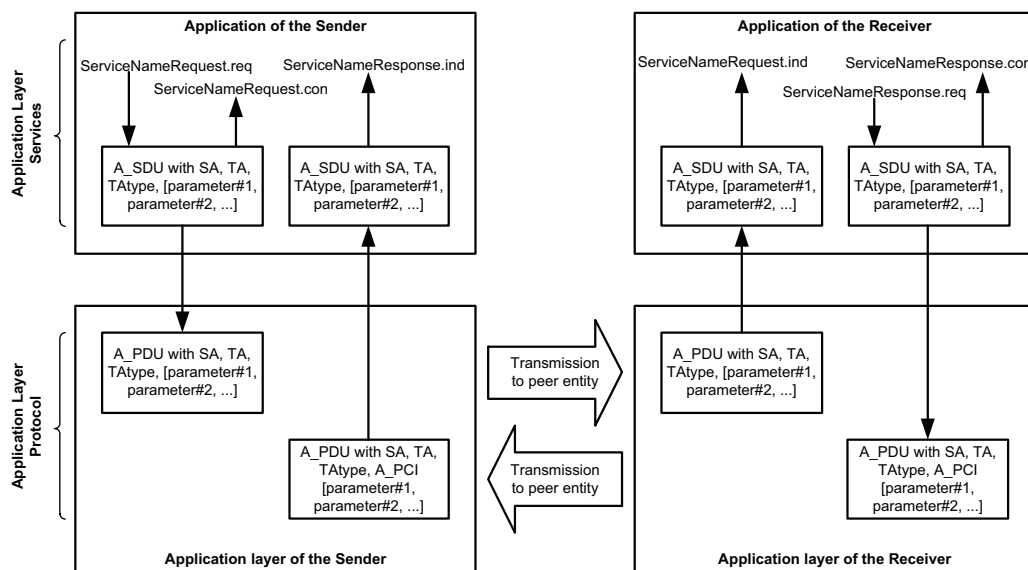 Application of the Sender
Application of the Receiver
Application Layer
Services
ServiceNameRequest.req
ServiceNameRequest.con
ServiceNameResponse.ind
ServiceNameRequest.ind
ServiceNameResponse.con
ServiceNameResponse.req
A_SDU with SA, TA,
TAtype, [parameter#1,
parameter#2, ...]
A_SDU with SA, TA,
TAtype, [parameter#1,
parameter#2, ...]
A_SDU with SA, TA,
TAtype, [parameter#1,
parameter#2, ...]
A_SDU with SA, TA,
TAtype, [parameter#1,
parameter#2, ...]
Application Layer
Protocol
A_PDU with SA, TA,
TAtype, [parameter#1,
parameter#2, ...]
Transmission
to peer entity
A_PDU with SA, TA,
TAtype, [parameter#1,
parameter#2, ...]
A_PDU with SA, TA,
TAtype, A_PCI
[parameter#1,
parameter#2, ...]
Transmission
to peer entity
A_PDU with SA, TA,
TAtype, A_PCI
[parameter#1,
parameter#2, ...]
Application layer of the Sender
Application layer of the Receiver